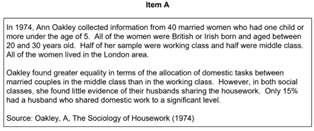 Item A
In 1974, Ann Oakley collected information from 40 married women who had one child or
more under the age of 5. All of the women were British or Irish born and aged between
20 and 30 years old. Half of her sample were working class and half were middle class.
All of the women lived in the London area.
Oakley found greater equality in terms of the allocation of domestic tasks between
married couples in the middle class than in the working class. However, in both social
classes, she found little evidence of their husbands sharing the housework. Only 15%
had a husband who shared domestic work to a significant level.
Source: Oakley, A, The Sociology of Housework (1974)